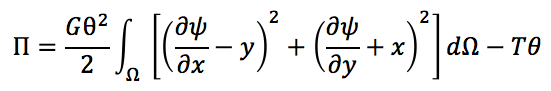 Π = Gθ²/2 ∫_Ω [(∂ψ/∂x − y)² + (∂ψ/∂y + x)²] dΩ − Tθ